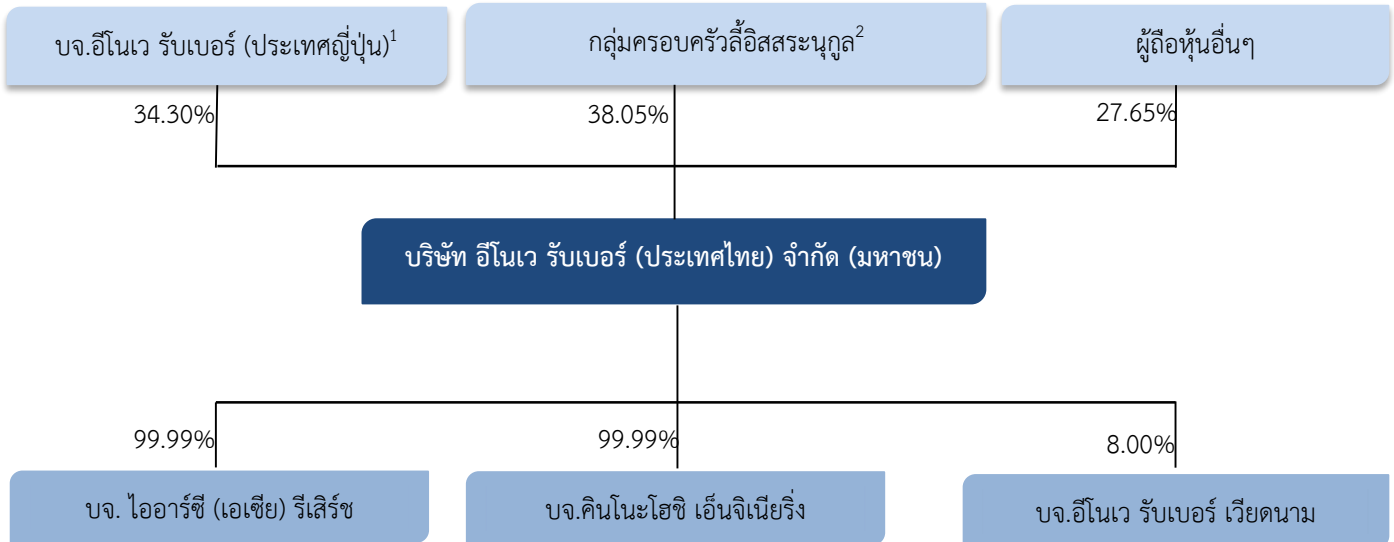 บจ.อีโนเว รับเบอร์ (ประเทศญี่ปุ่น)1
กลุ่มครอบครัวลี้อิสสระนุกูล2
ผู้ถือหุ้นอื่นๆ
34.30%
38.05%
27.65%
บริษัท อีโนเว รับเบอร์ (ประเทศไทย) จำกัด (มหาชน)
99.99%
99.99%
8.00%
บจ. ไออาร์ซี (เอเซีย) รีเสิร์ช
บจ.คินโนะโฮชิ เอ็นจิเนียริ่ง
บจ.อีโนเว รับเบอร์ เวียดนาม